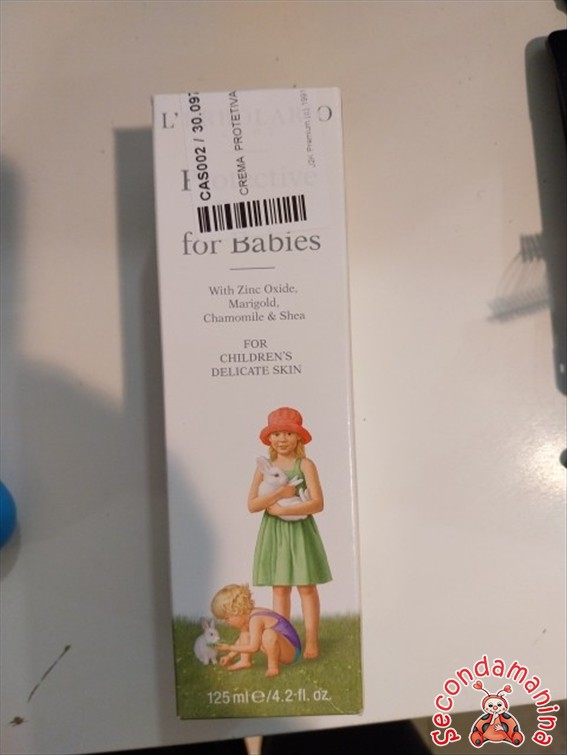 CAS002 / 30.097
CREMA PROTETIVA
for Babies
With Zinc Oxide,
Marigold,
Chamomile & Shea
FOR
CHILDREN'S
DELICATE SKIN
125 ml ℮/4.2 fl. oz.
secondamanina